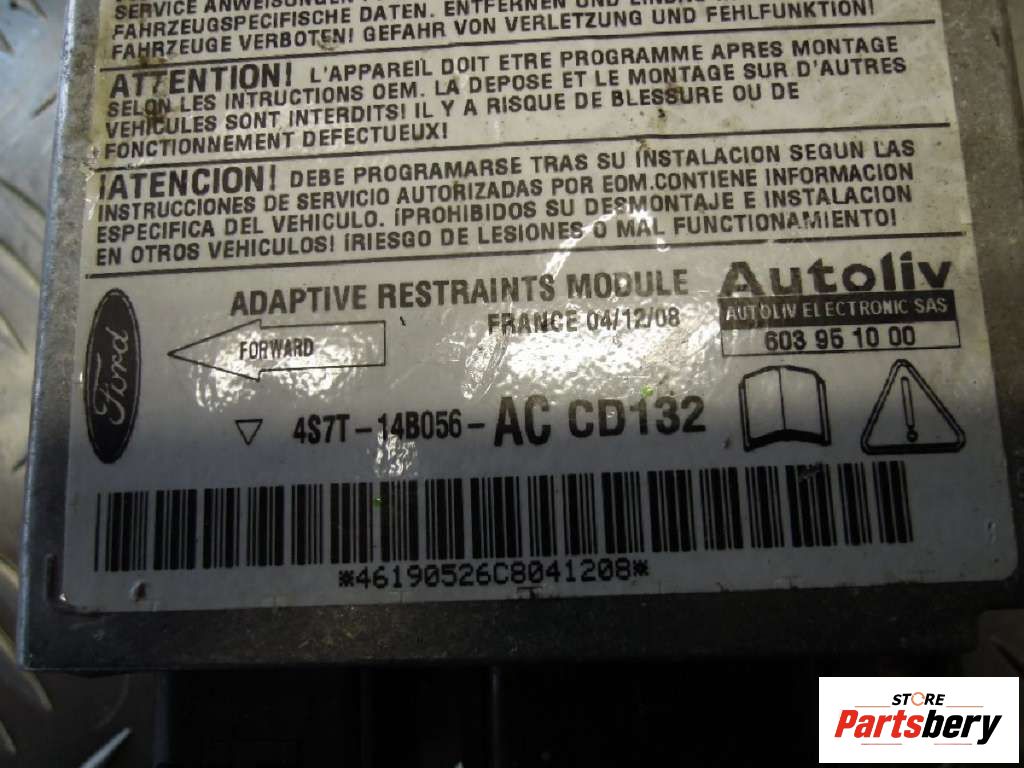 SERVICE ANWEISUNGEN
FAHRZEUGSPEZIFISCHE DATEN. ENTFERNEN UND
FAHRZEUGE VERBOTEN! GEFAHR VON VERLETZUNG UND FEHLFUNKTION!
ATTENTION! L'APPAREIL DOIT ETRE PROGRAMME APRES MONTAGE
SELON LES INTRUCTIONS OEM. LA DEPOSE ET LE MONTAGE SUR D'AUTRES
VEHICULES SONT INTERDITS! IL Y A RISQUE DE BLESSURE OU DE
FONCTIONNEMENT DEFECTUEUX!
¡ATENCION! DEBE PROGRAMARSE TRAS SU INSTALACION SEGUN LAS
INSTRUCCIONES DE SERVICIO AUTORIZADAS POR EDM.CONTIENE INFORMACION
ESPECIFICA DEL VEHICULO. ¡PROHIBIDOS SU DESMONTAJE E INSTALACION
EN OTROS VEHICULOS! ¡RIESGO DE LESIONES O MAL FUNCTIONAMIENTO!
ADAPTIVE RESTRAINTS MODULE
Autoliv
AUTOLIV ELECTRONIC SAS
FRANCE 04/12/08
603 95 10 00
Ford
FORWARD
4S7T-14B056-AC CD132
*46190526C8041208*
STORE
Partsbery